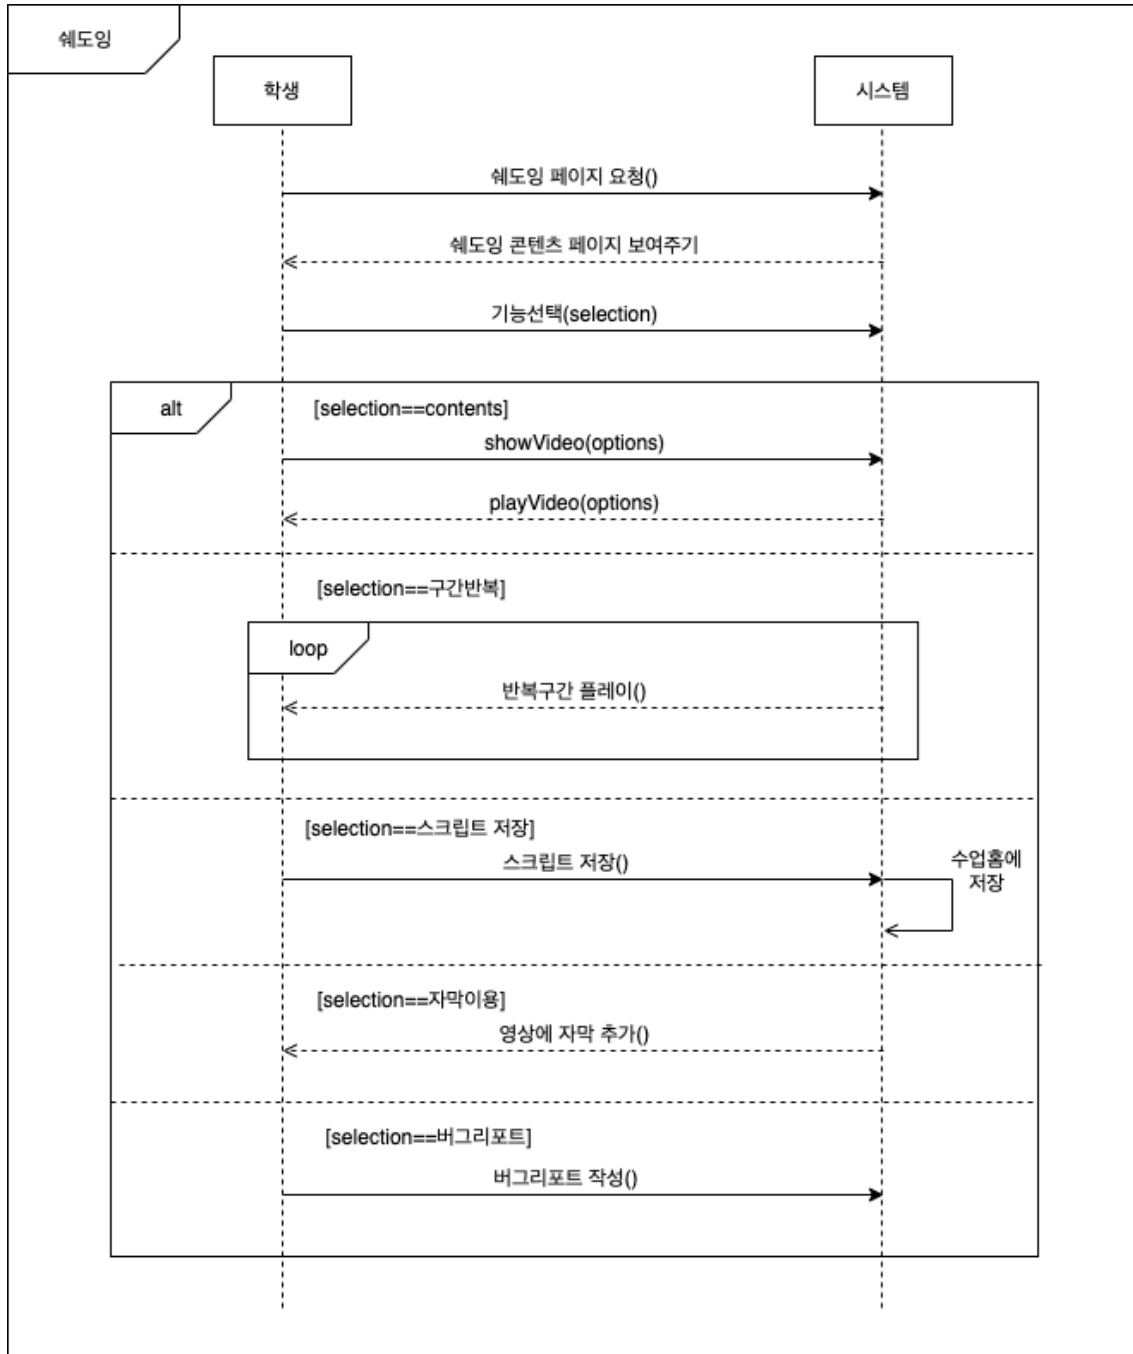 쉐도잉
학생
시스템
쉐도잉 페이지 요청()
쉐도잉 콘텐츠 페이지 보여주기
기능선택(selection)
alt
[selection==contents]
showVideo(options)
playVideo(options)
[selection==구간반복]
loop
반복구간 플레이()
[selection==스크립트 저장]
스크립트 저장()
수업홈에
저장
[selection==자막이용]
영상에 자막 추가()
[selection==버그리포트]
버그리포트 작성()